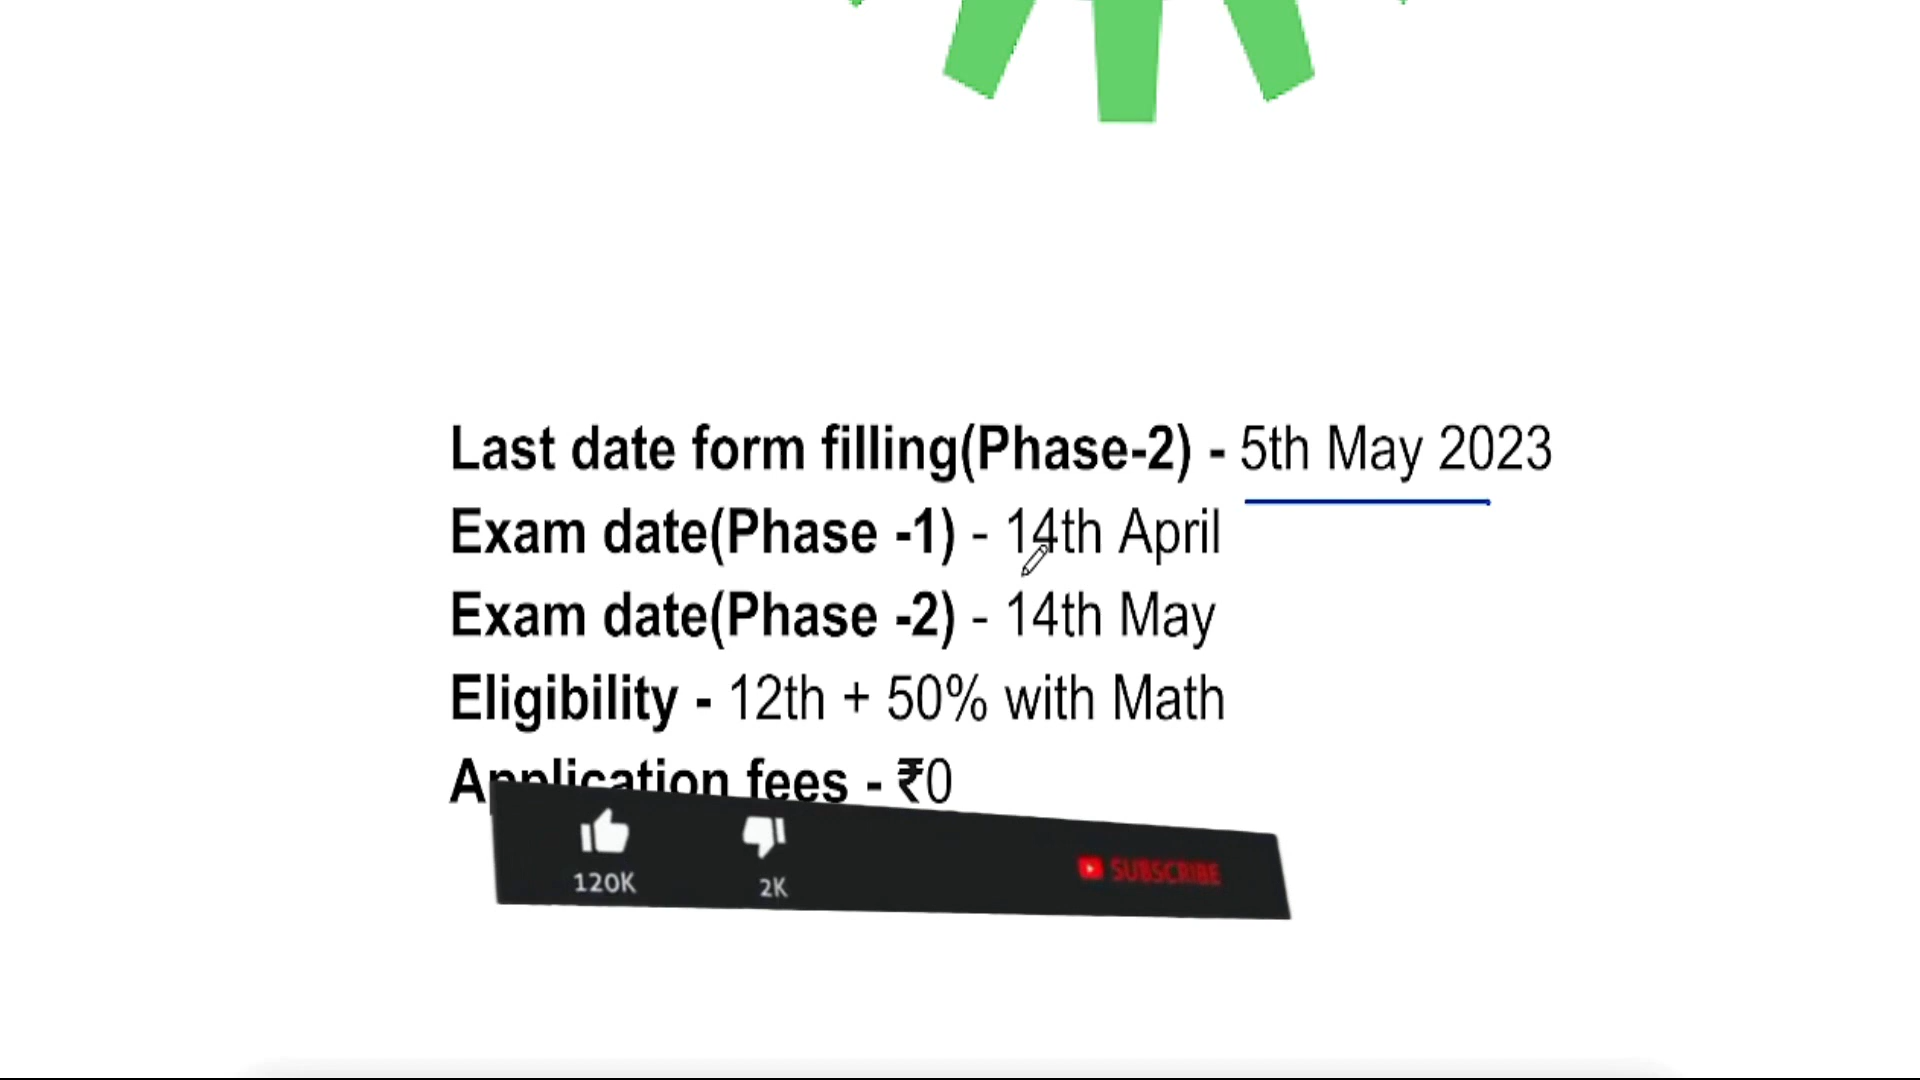 Last date form filling(Phase-2) - 5th May 2023
Exam date(Phase -1) - 14th April
Exam date(Phase -2) - 14th May
Eligibility - 12th + 50% with Math
Application fees - ₹0
120K
2K
SUBSCRIBE